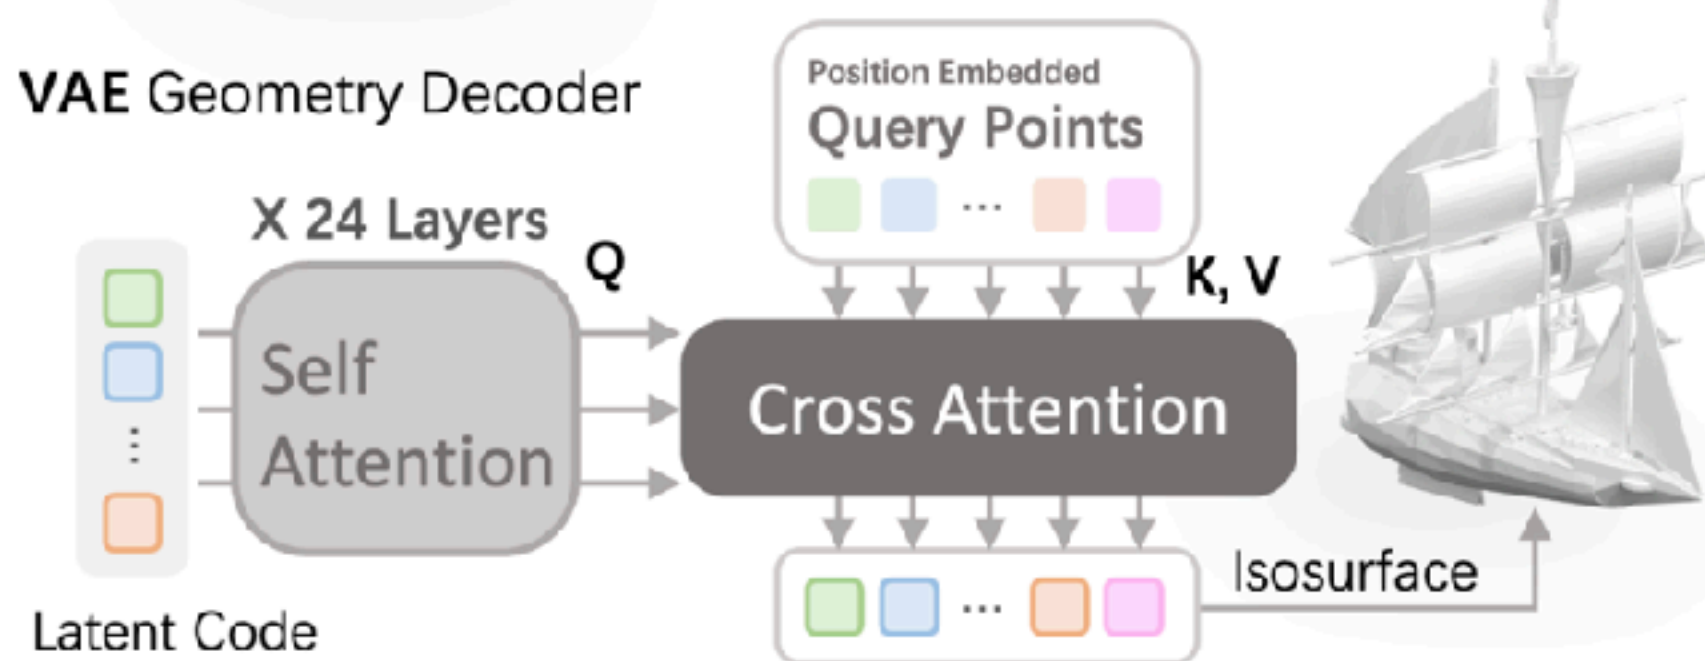 VAE Geometry Decoder
Position Embedded
Query Points
...
X 24 Layers
Q
K, V
Self
Attention
Cross Attention
...
Isosurface
Latent Code